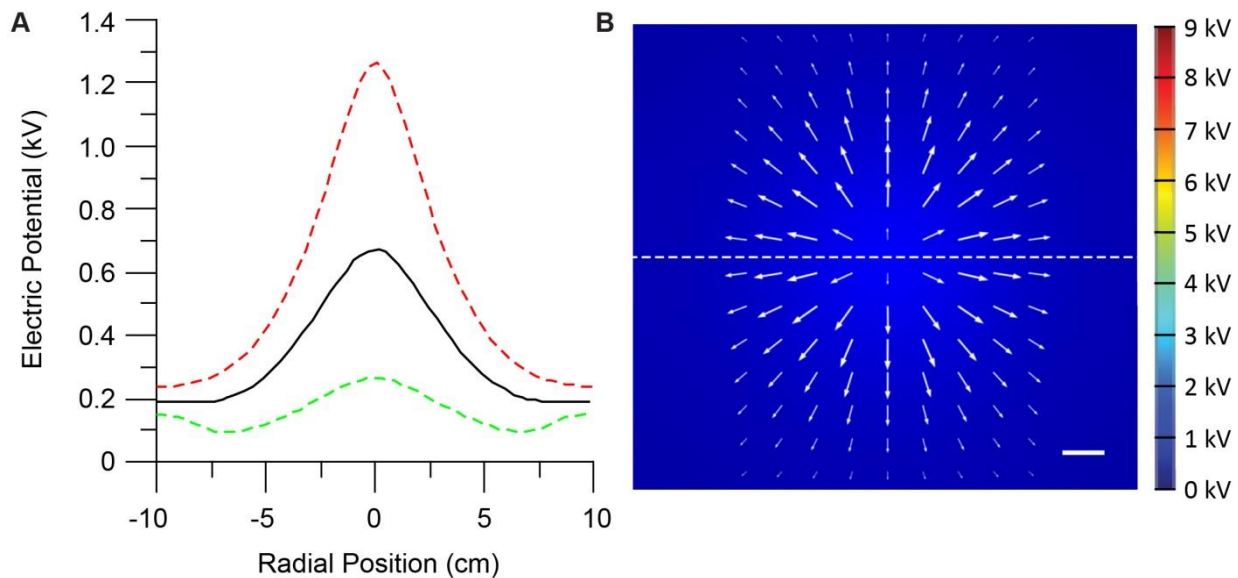 A
1.4
1.2
1.0
0.8
0.6
0.4
0.2
0
Electric Potential (kV)
-10
-5
0
5
10
Radial Position (cm)
B
9 kV
8 kV
7 kV
6 kV
5 kV
4 kV
3 kV
2 kV
1 kV
0 kV